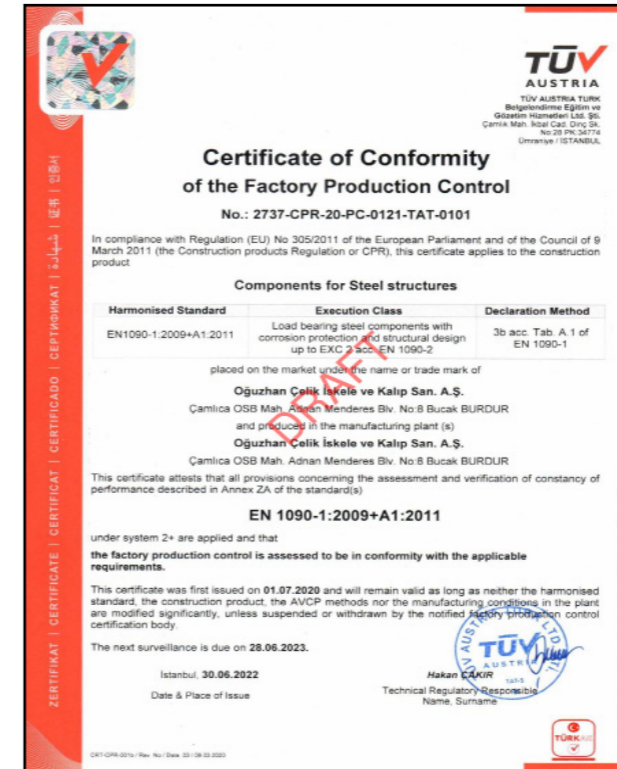 TÜV
AUSTRIA
TÜV AUSTRIA TURK
Belgelendirme Eğitim ve
Gözetim Hizmetleri Ltd. Şti.
Çamlık Mah. İkbal Cad. Dinç Sk.
No:28 PK:34774
Ümraniye / İSTANBUL
Certificate of Conformity
of the Factory Production Control
No.: 2737-CPR-20-PC-0121-TAT-0101
In compliance with Regulation (EU) No 305/2011 of the European Parliament and of the Council of 9
March 2011 (the Construction products Regulation or CPR), this certificate applies to the construction
product
Components for Steel structures
Harmonised Standard Execution Class Declaration Method
EN1090-1:2009+A1:2011 Load bearing steel components with
corrosion protection and structural design
up to EXC 2 acc. EN 1090-2
3b acc. Tab. A.1 of
EN 1090-1
placed on the market under the name or trade mark of
Oğuzhan Çelik İskele ve Kalıp San. A.Ş.
Çamlıca OSB Mah. Adnan Menderes Blv. No:8 Bucak BURDUR
and produced in the manufacturing plant (s)
Oğuzhan Çelik İskele ve Kalıp San. A.Ş.
Çamlıca OSB Mah. Adnan Menderes Blv. No:8 Bucak BURDUR
DRAFT
This certificate attests that all provisions concerning the assessment and verification of constancy of
performance described in Annex ZA of the standard(s)
EN 1090-1:2009+A1:2011
under system 2+ are applied and that
the factory production control is assessed to be in conformity with the applicable
requirements.
This certificate was first issued on 01.07.2020 and will remain valid as long as neither the harmonised
standard, the construction product, the AVCP methods nor the manufacturing conditions in the plant
are modified significantly, unless suspended or withdrawn by the notified factory production control
certification body.
The next surveillance is due on 28.06.2023.
Istanbul, 30.06.2022
Date & Place of Issue
Hakan ÇAKIR
Technical Regulatory Responsible
Name, Surname
TÜV
AUSTRIA
TÜRKAK
ZERTIFIKAT | CERTIFICATE | CERTIFICAT | CERTIFICADO | СЕРТИФИКАТ | شهادة | 证书 | 인증서